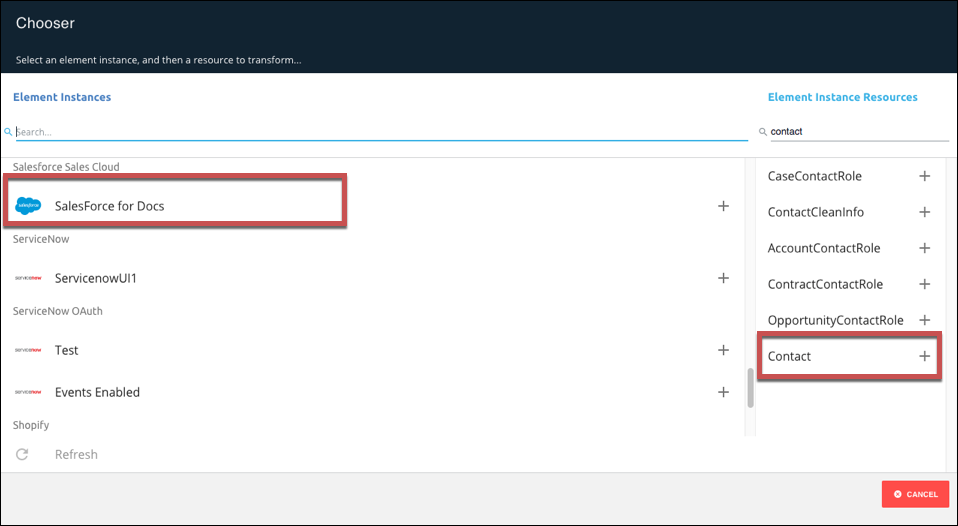 Chooser
Select an element instance, and then a resource to transform...
Element Instances
Element Instance Resources
Search...
contact
Salesforce Sales Cloud
salesforce
SalesForce for Docs
ServiceNow
servicenow
ServicenowUI1
ServiceNow OAuth
servicenow
Test
servicenow
Events Enabled
Shopify
Refresh
CaseContactRole
ContactCleanInfo
AccountContactRole
ContractContactRole
OpportunityContactRole
Contact
CANCEL